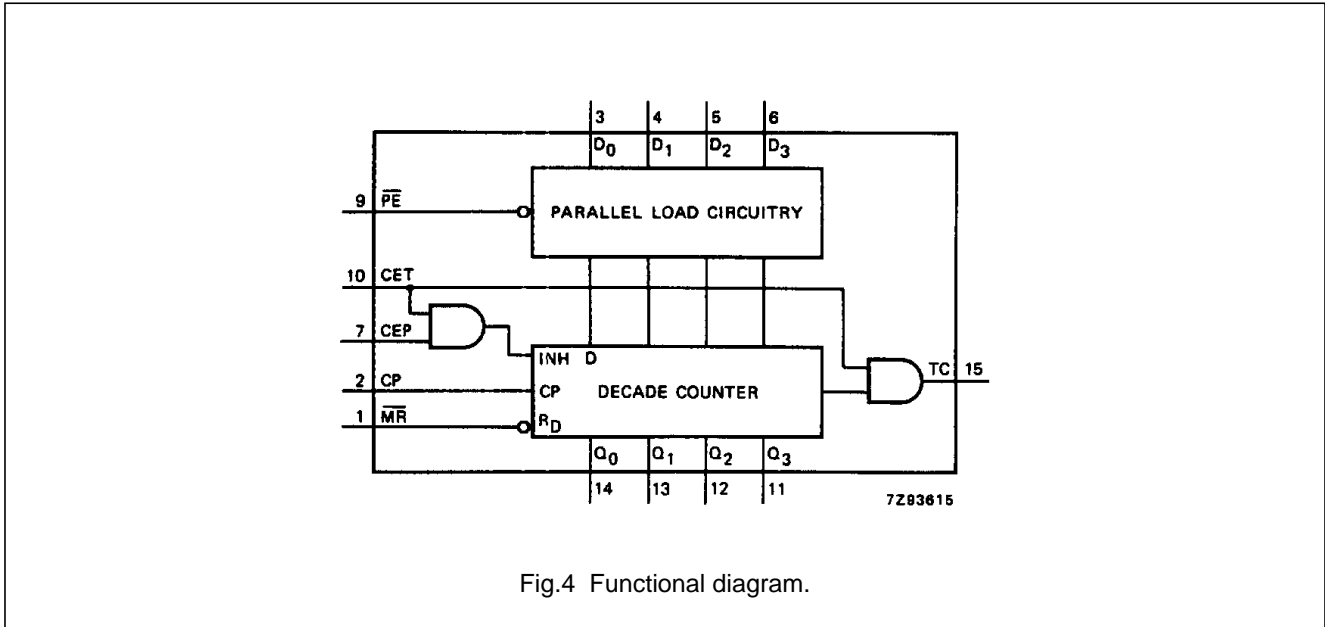 3 4 5 6
D0 D1 D2 D3
9 PE
PARALLEL LOAD CIRCUITRY
10 CET
7 CEP
INH D
TC 15
2 CP
CP DECADE COUNTER
1 MR
RD
Q0 Q1 Q2 Q3
14 13 12 11
7Z93615
Fig.4 Functional diagram.